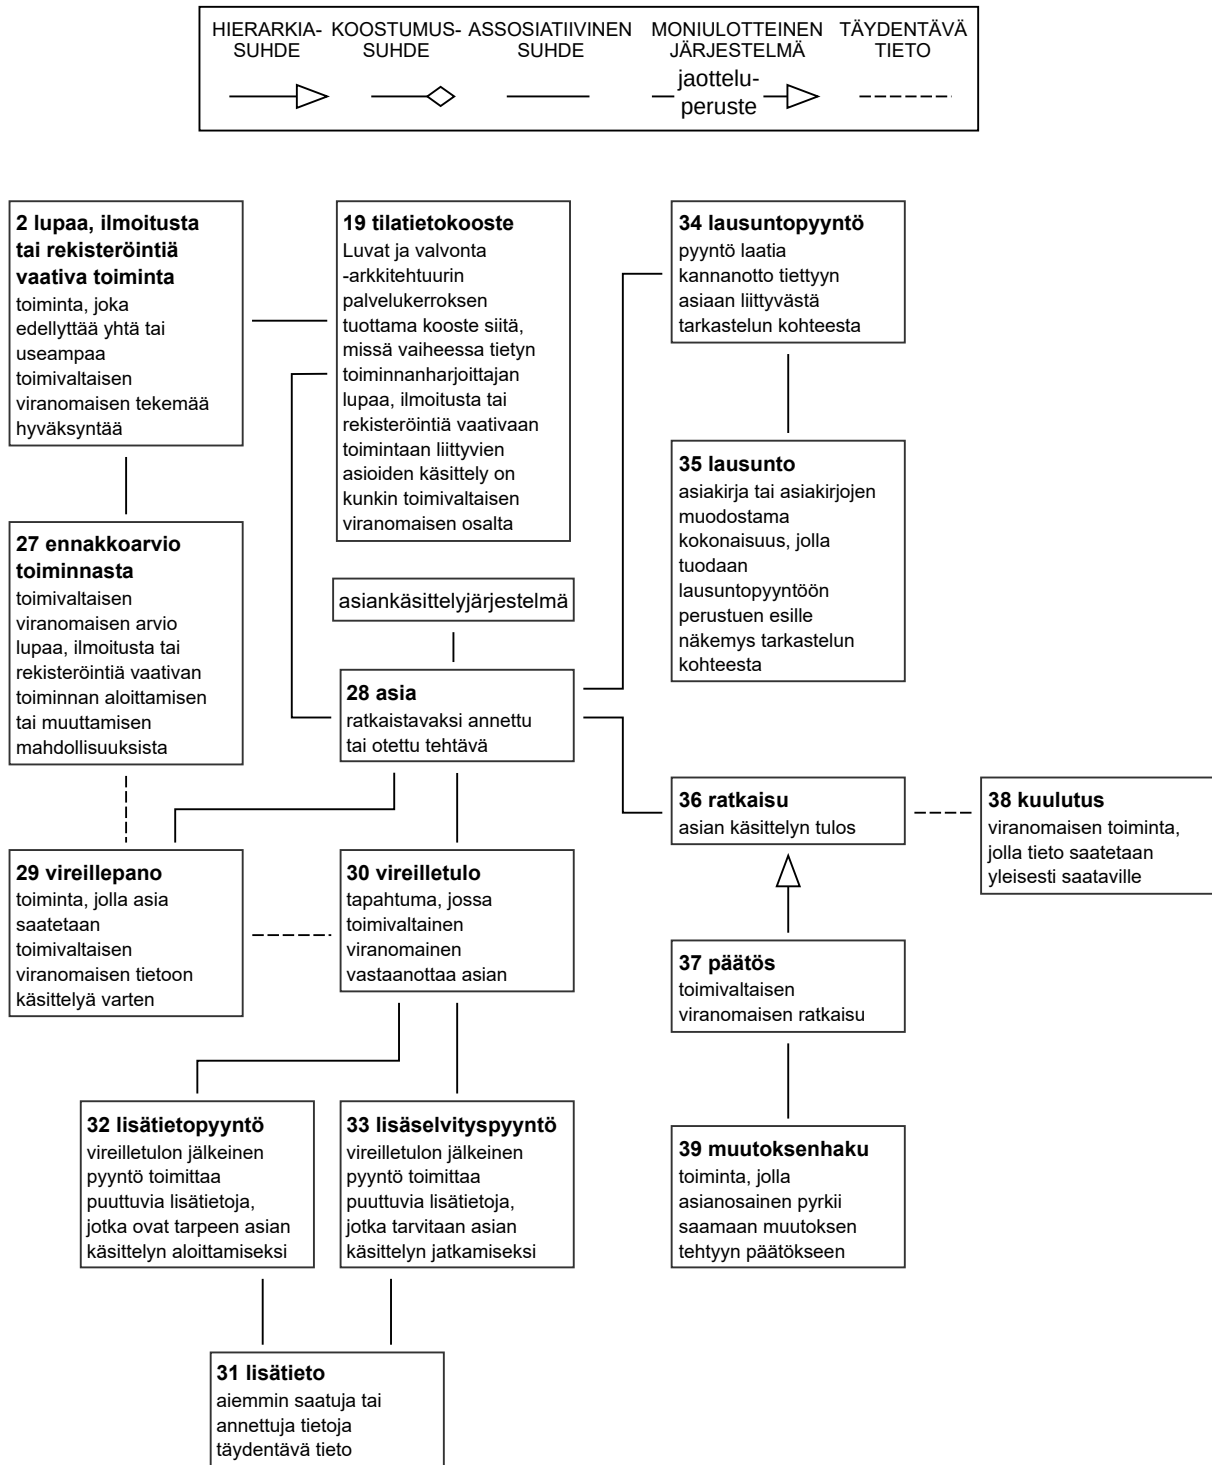 HIERARKIA-
SUHDE
KOOSTUMUS-
SUHDE
ASSOSIATIIVINEN
SUHDE
MONIULOTTEINEN
JÄRJESTELMÄ
jaottelu-
peruste
TÄYDENTÄVÄ
TIETO
2 lupaa, ilmoitusta
tai rekisteröintiä
vaativa toiminta
toiminta, joka
edellyttää yhtä tai
useampaa
toimivaltaisen
viranomaisen tekemää
hyväksyntää
19 tilatietokooste
Luvat ja valvonta
-arkkitehtuurin
palvelukerroksen
tuottama kooste siitä,
missä vaiheessa tietyn
toiminnanharjoittajan
lupaa, ilmoitusta tai
rekisteröintiä vaativaan
toimintaan liittyvien
asioiden käsittely on
kunkin toimivaltaisen
viranomaisen osalta
34 lausuntopyyntö
pyyntö laatia
kannanotto tiettyyn
asiaan liittyvästä
tarkastelun kohteesta
35 lausunto
asiakirja tai asiakirjojen
muodostama
kokonaisuus, jolla
tuodaan
lausuntopyyntöön
perustuen esille
näkemys tarkastelun
kohteesta
27 ennakkoarvio
toiminnasta
toimivaltaisen
viranomaisen arvio
lupaa, ilmoitusta tai
rekisteröintiä vaativan
toiminnan aloittamisen
tai muuttamisen
mahdollisuuksista
asiankäsittelyjärjestelmä
28 asia
ratkaistavaksi annettu
tai otettu tehtävä
36 ratkaisu
asian käsittelyn tulos
38 kuulutus
viranomaisen toiminta,
jolla tieto saatetaan
yleisesti saataville
29 vireillepano
toiminta, jolla asia
saatetaan
toimivaltaisen
viranomaisen tietoon
käsittelyä varten
30 vireilletulo
tapahtuma, jossa
toimivaltainen
viranomainen
vastaanottaa asian
37 päätös
toimivaltaisen
viranomaisen ratkaisu
32 lisätietopyyntö
vireilletulon jälkeinen
pyyntö toimittaa
puuttuvia lisätietoja,
jotka ovat tarpeen asian
käsittelyn aloittamiseksi
33 lisäselvityspyyntö
vireilletulon jälkeinen
pyyntö toimittaa
puuttuvia lisätietoja,
jotka tarvitaan asian
käsittelyn jatkamiseksi
39 muutoksenhaku
toiminta, jolla
asianosainen pyrkii
saamaan muutoksen
tehtyyn päätökseen
31 lisätieto
aiemmin saatuja tai
annettuja tietoja
täydentävä tieto